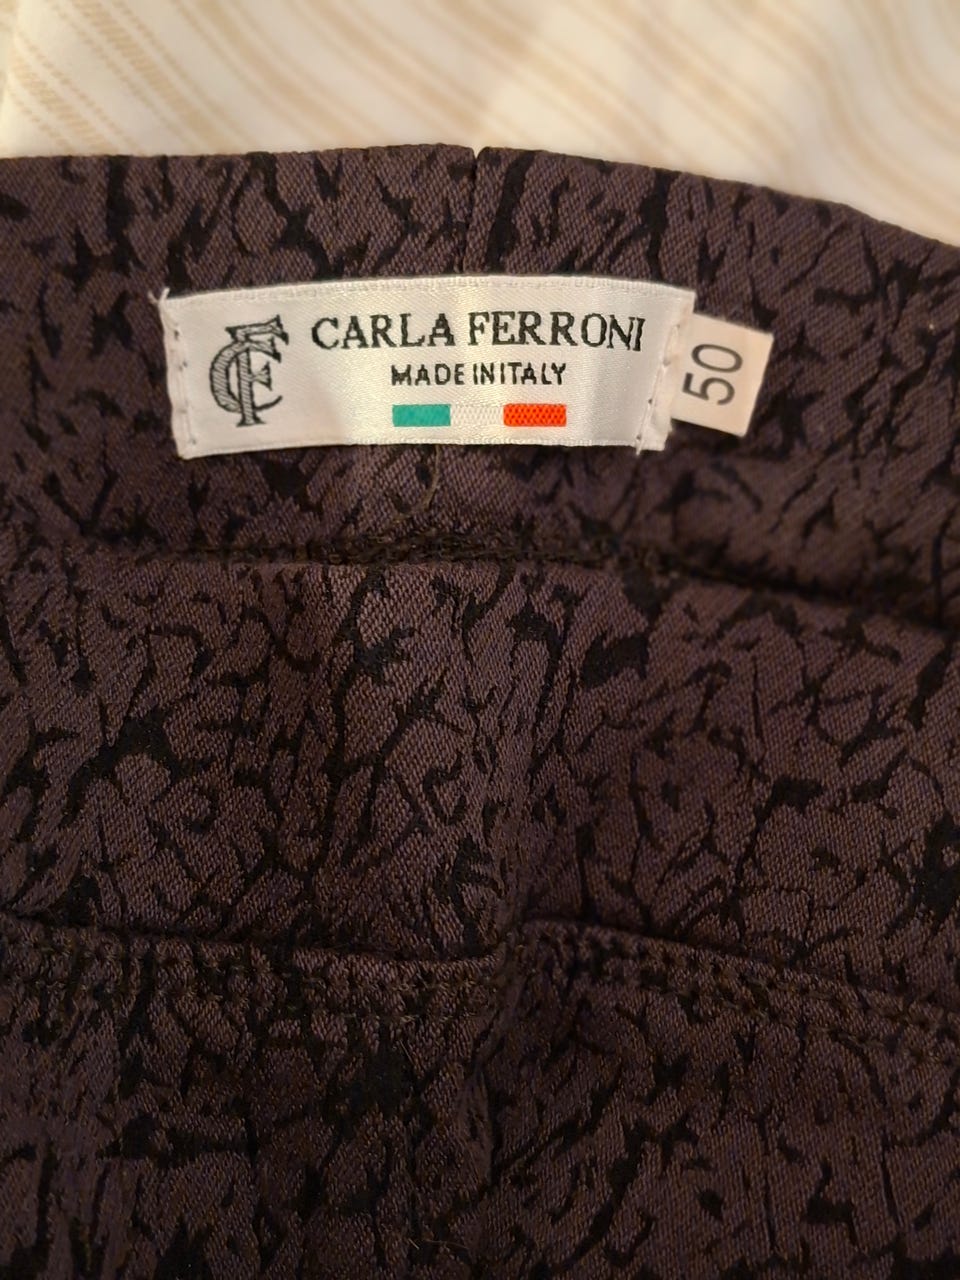 CF
CARLA FERRONI
MADE IN ITALY
50